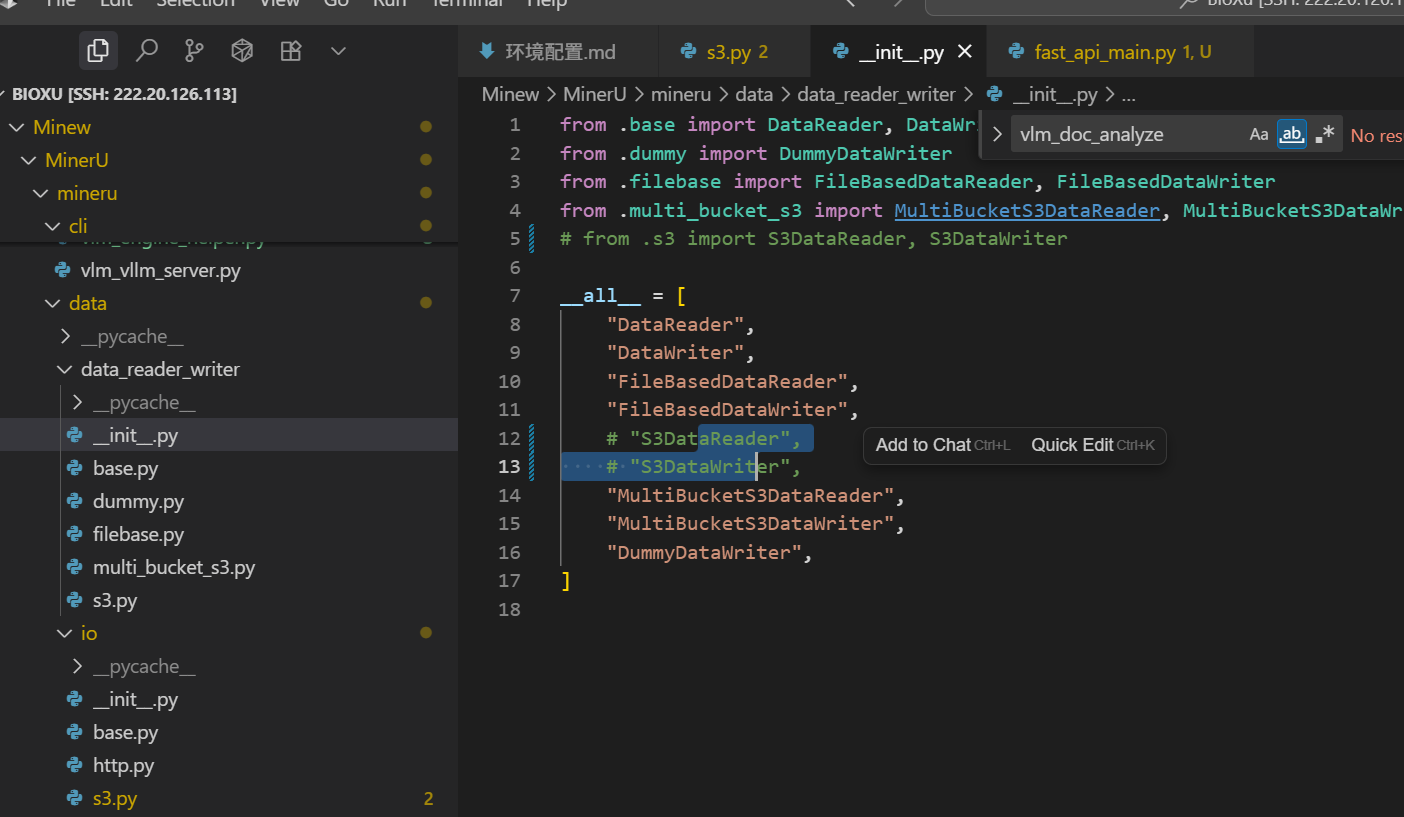 File Edit Selection View Go Run Terminal Help
BIOXU [SSH: 222.20.126.1
环境配置.md
s3.py 2
__init__.py
fast_api_main.py 1, U
BIOXU [SSH: 222.20.126.113]
Minew
MinerU
mineru
cli
vlm_engine_helper.py
vlm_vllm_server.py
data
__pycache__
data_reader_writer
__pycache__
__init__.py
base.py
dummy.py
filebase.py
multi_bucket_s3.py
s3.py
io
__pycache__
__init__.py
base.py
http.py
s3.py 2
Minew > MinerU > mineru > data > data_reader_writer > __init__.py > ...
vlm_doc_analyze Aa ab .* No res
1 from .base import DataReader, DataWr
2 from .dummy import DummyDataWriter
3 from .filebase import FileBasedDataReader, FileBasedDataWriter
4 from .multi_bucket_s3 import MultiBucketS3DataReader, MultiBucketS3DataWr
5 # from .s3 import S3DataReader, S3DataWriter
6
7 __all__ = [
8 "DataReader",
9 "DataWriter",
10 "FileBasedDataReader",
11 "FileBasedDataWriter",
12 # "S3DataReader",
13 # "S3DataWriter",
14 "MultiBucketS3DataReader",
15 "MultiBucketS3DataWriter",
16 "DummyDataWriter",
17 ]
18
Add to Chat Ctrl+L Quick Edit Ctrl+K